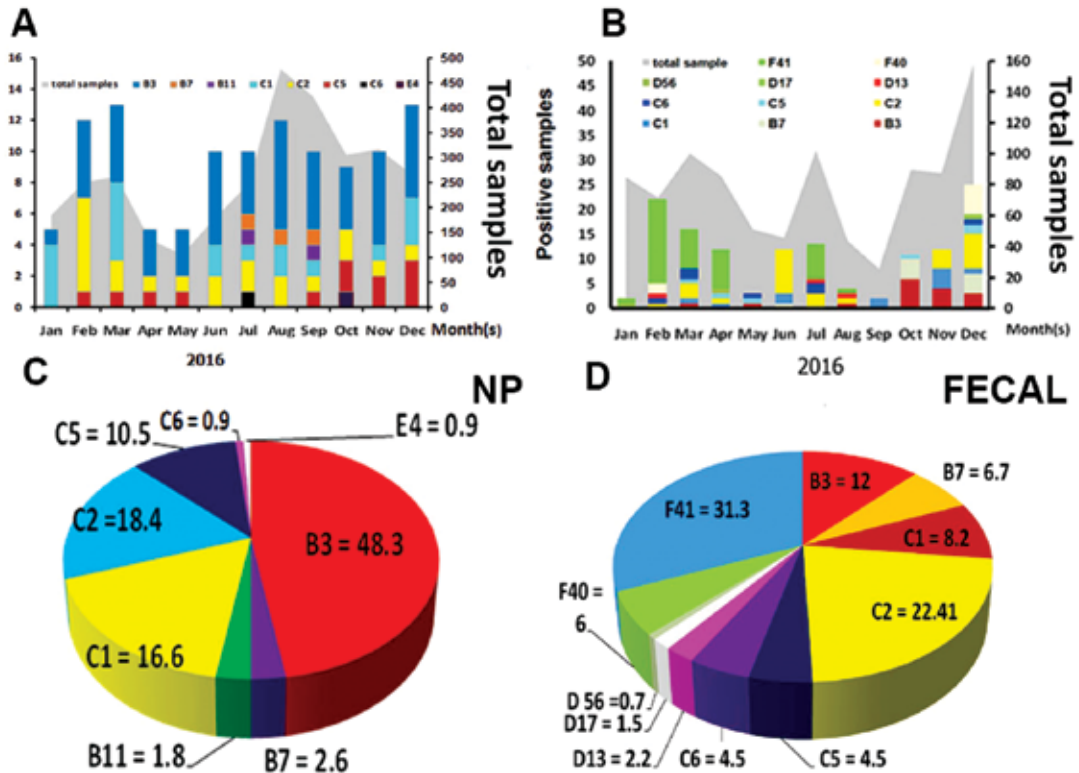 A
16
14
12
10
8
6
4
2
0
total samples B3 B7 B11 C1 C2 C5 C6 E4
500
450
400
350
300
250
200
150
100
50
0
Total samples
Jan Feb Mar Apr May Jun Jul Aug Sep Oct Nov Dec Month(s)
2016
B
Positive samples
50
45
40
35
30
25
20
15
10
5
0
total sample F41 F40
D56 D17 D13
C6 C5 C2
C1 B7 B3
160
140
120
100
80
60
40
20
0
Total samples
Jan Feb Mar Apr May Jun Jul Aug Sep Oct Nov Dec Month(s)
2016
C
NP
C5 = 10.5
C6 = 0.9
E4 = 0.9
C2 =18.4
B3 = 48.3
C1 = 16.6
B11 = 1.8
B7 = 2.6
D
FECAL
B3 = 12
B7 = 6.7
F41 = 31.3
C1 = 8.2
F40 =
6
C2 = 22.41
D 56 =0.7
D17 = 1.5
D13 = 2.2
C6 = 4.5
C5 = 4.5